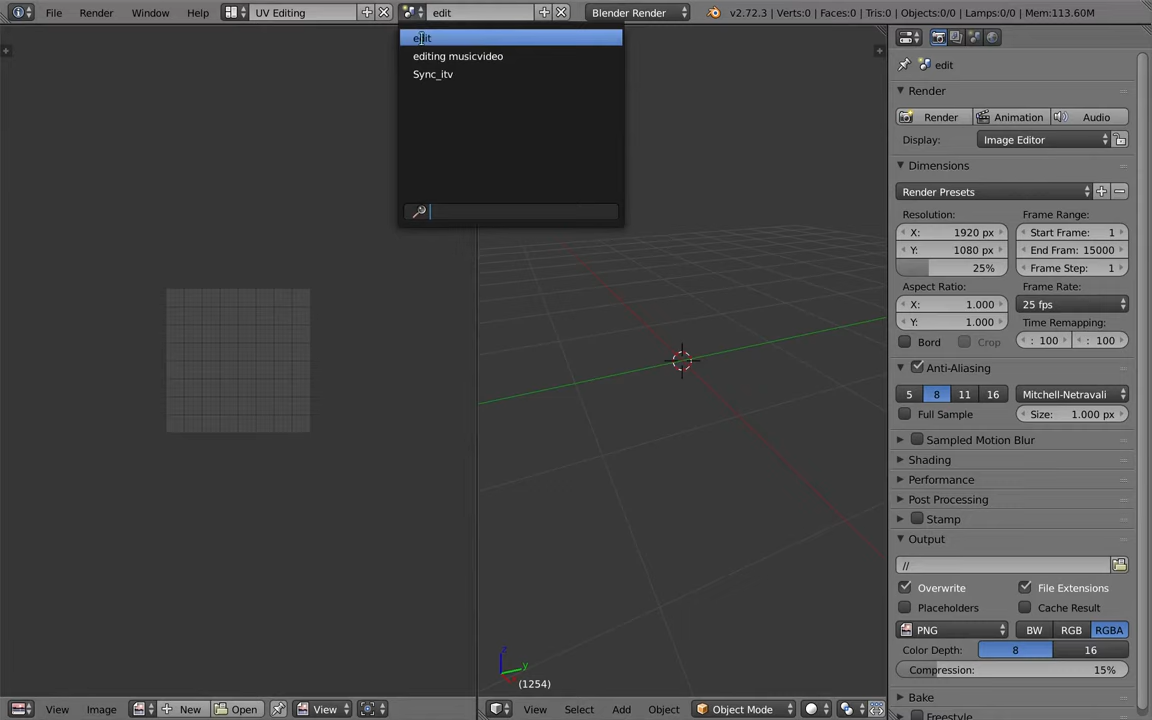 File Render Window Help UV Editing edit Blender Render v2.72.3 | Verts:0 | Faces:0 | Tris:0 | Objects:0/0 | Lamps:0/0 | Mem:113.60M
edit
editing musicvideo
Sync_itv
edit
Render
Render Animation Audio
Display: Image Editor
Dimensions
Render Presets
Resolution: Frame Range:
X: 1920 px Start Frame: 1
Y: 1080 px End Fram: 15000
25% Frame Step: 1
Aspect Ratio: Frame Rate:
X: 1.000 25 fps
Y: 1.000 Time Remapping:
Bord Crop : 100 : 100
Anti-Aliasing
5 8 11 16 Mitchell-Netravali
Full Sample Size: 1.000 px
Sampled Motion Blur
Shading
Performance
Post Processing
Stamp
Output
//
Overwrite File Extensions
Placeholders Cache Result
PNG BW RGB RGBA
Color Depth: 8 16
Compression: 15%
Bake
Freestyle
z
y
(1254)
View Image New Open View View Select Add Object Object Mode